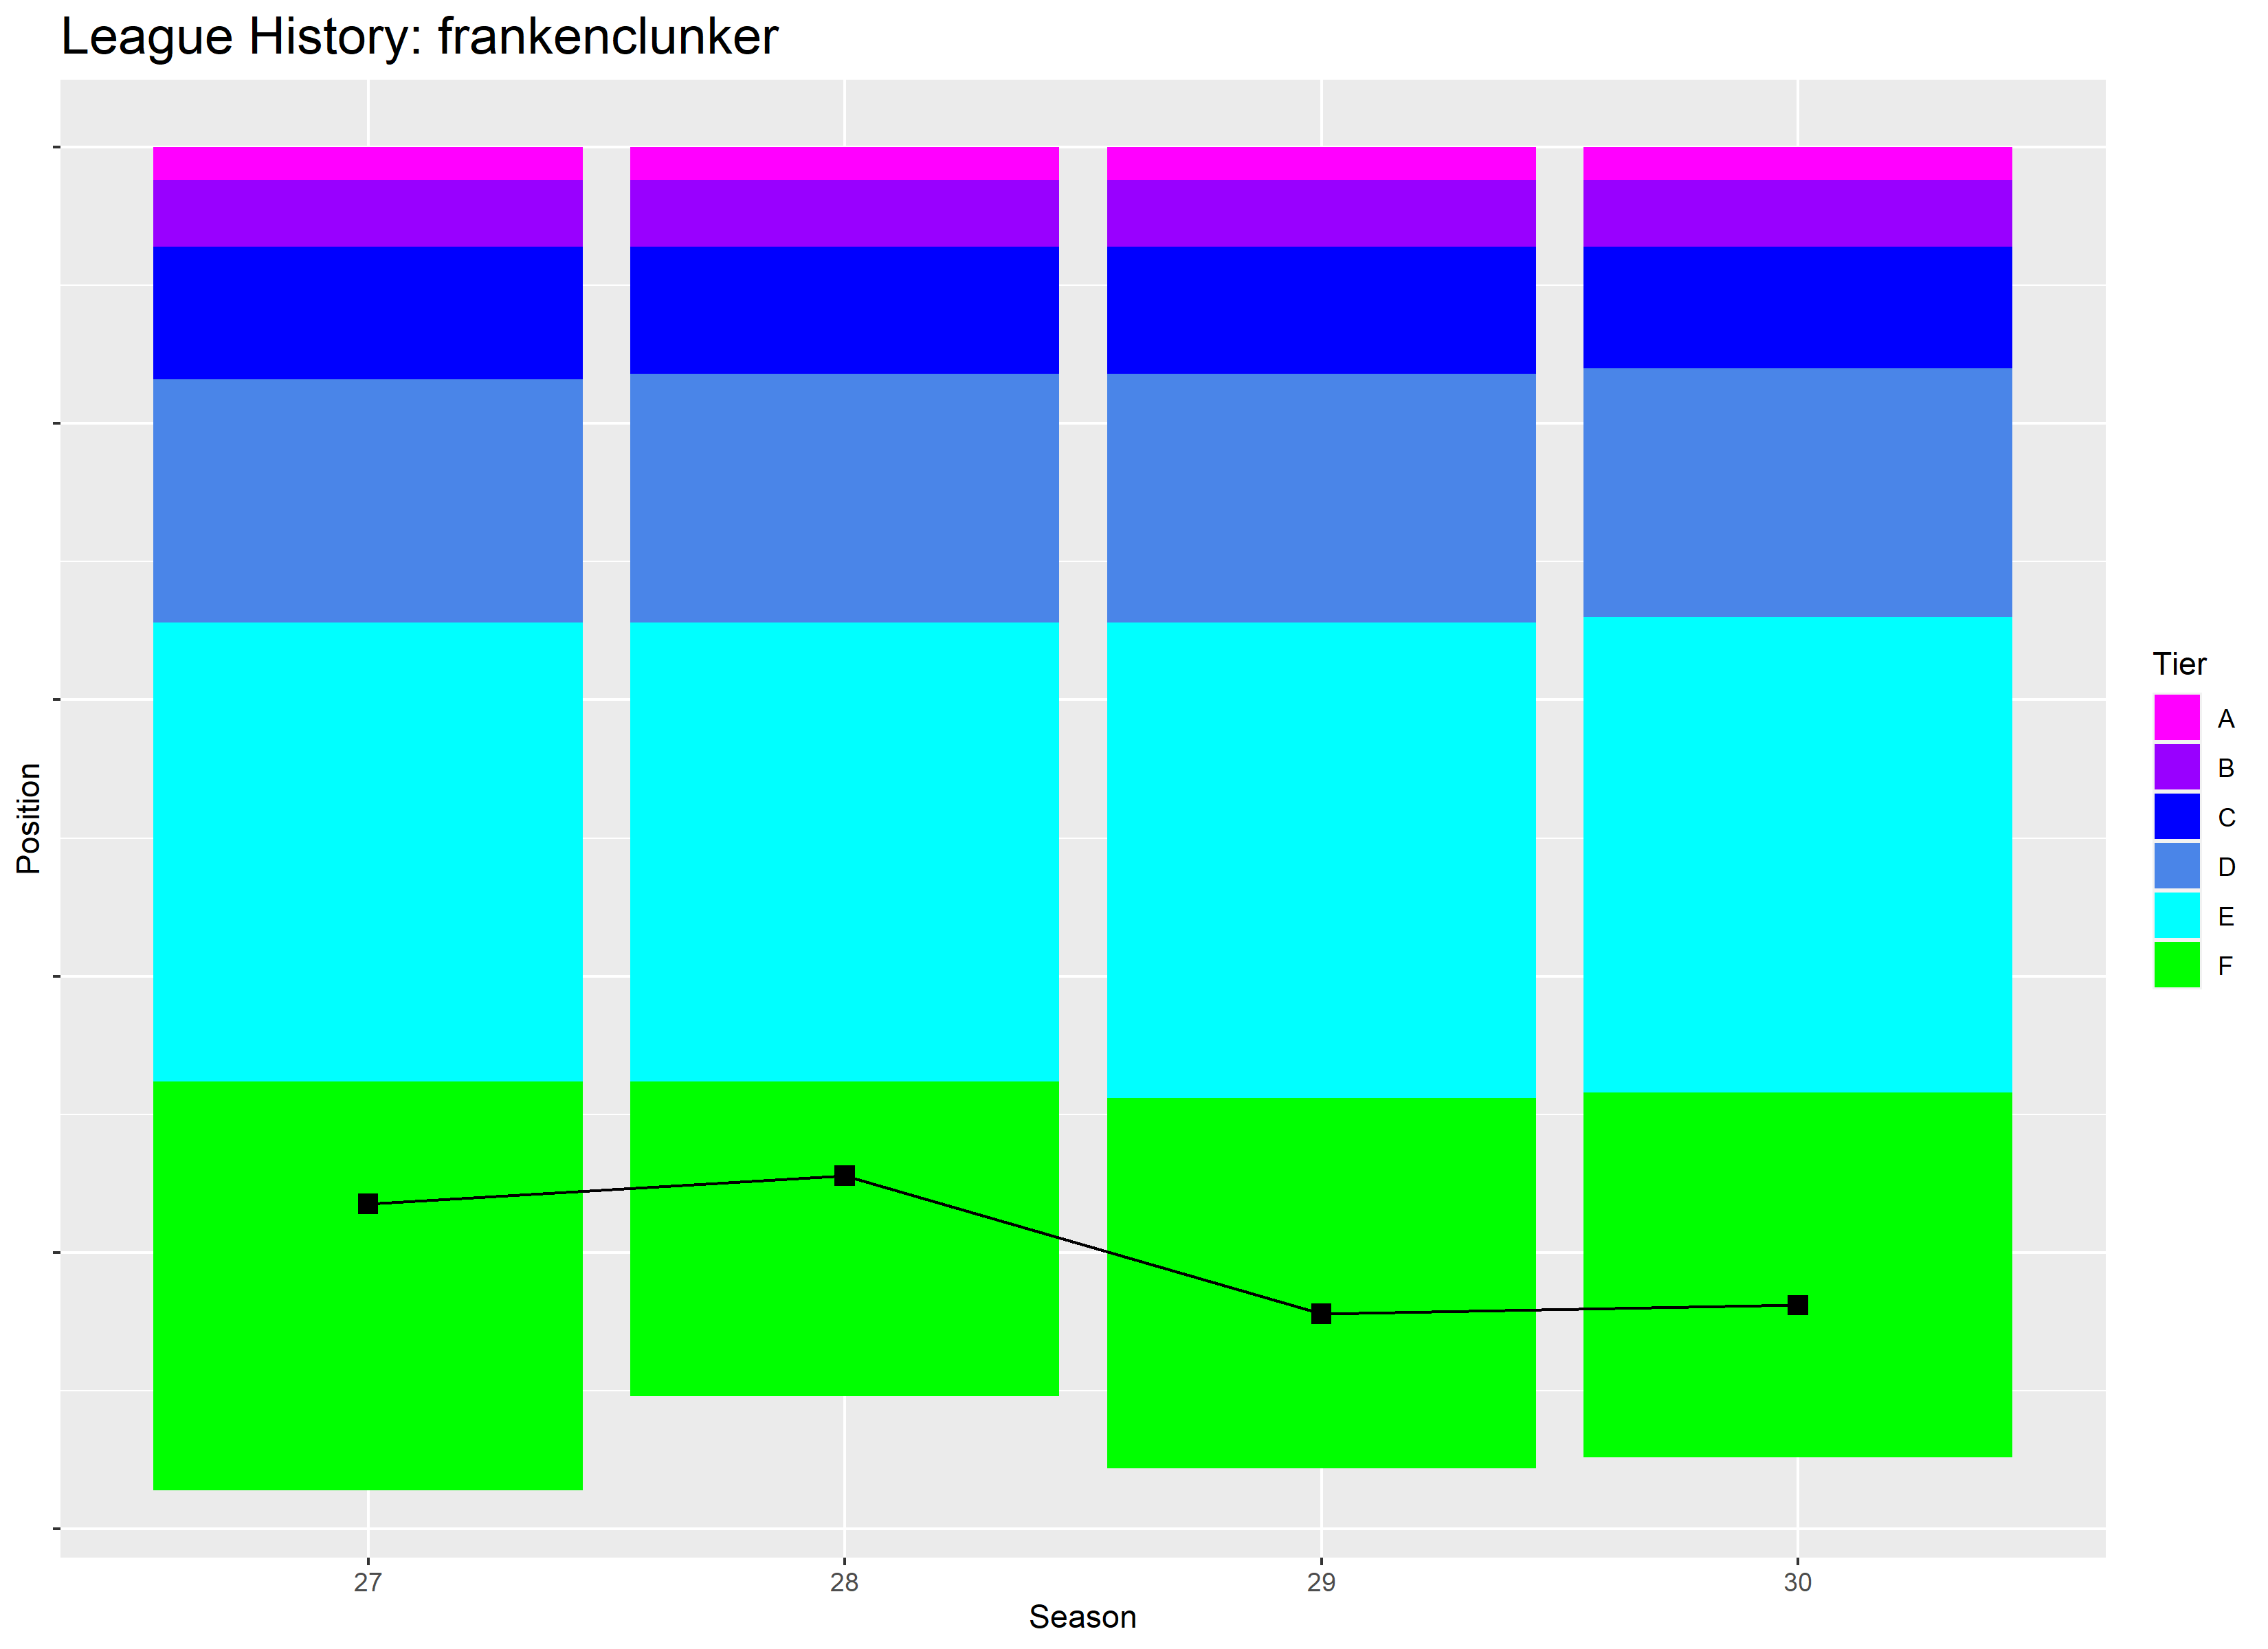 League History: frankenclunker
Position
Tier
A
B
C
D
E
F
27
28
29
30
Season